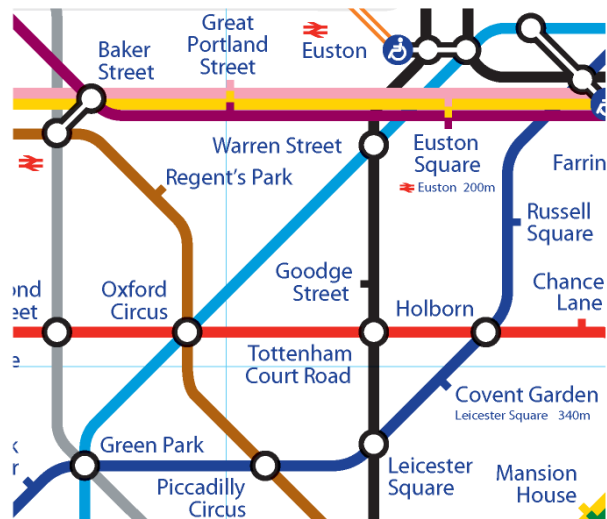 Great
Portland
Street
Euston
Baker
Street
Warren Street
Euston
Square
Euston 200m
Farrin
Regent's Park
Russell
Square
Goodge
Street
Chance
Lane
ond
eet
Oxford
Circus
Holborn
Tottenham
Court Road
e
Covent Garden
Leicester Square 340m
k
r
Green Park
Piccadilly
Circus
Leicester
Square
Mansion
House